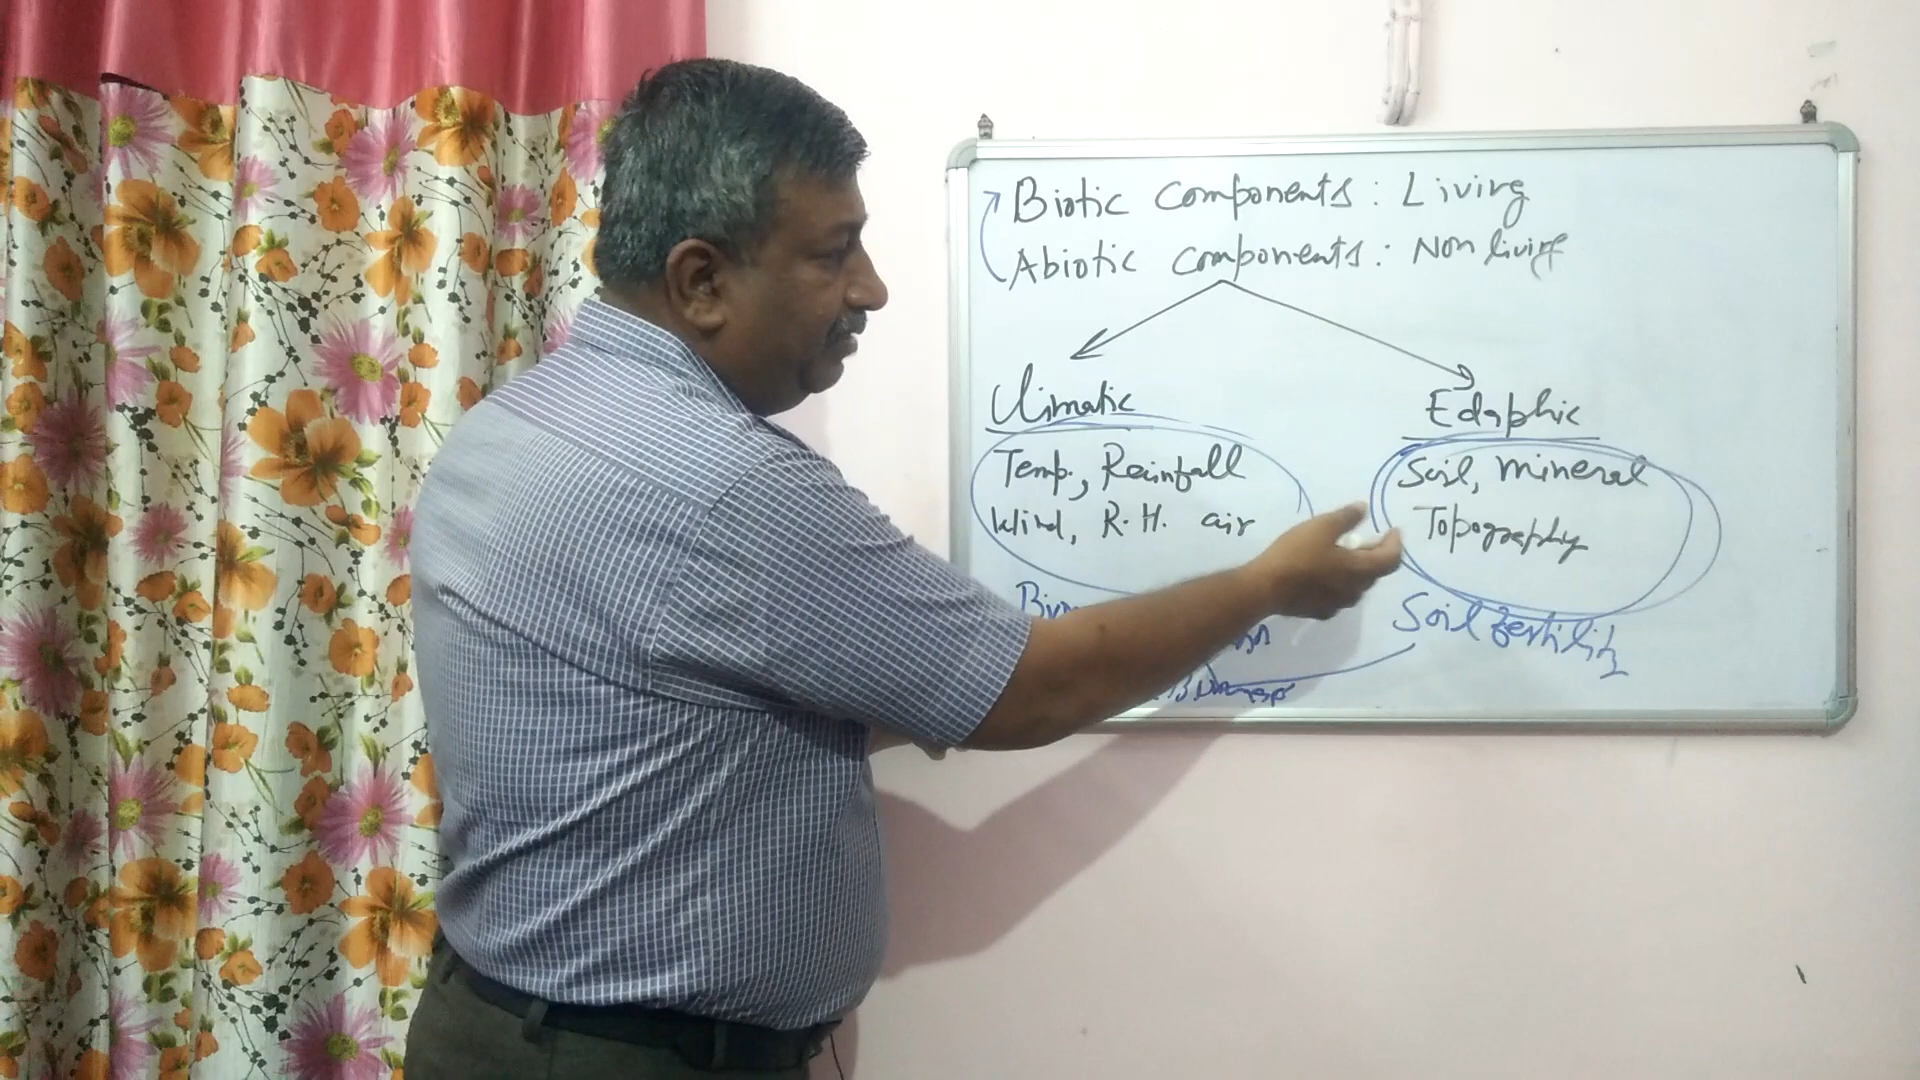 Biotic components : Living
Abiotic components : Non living
Climatic
Edaphic
Temp., Rainfall
Wind, R.H. air
Soil, mineral
Topography
Soil fertility